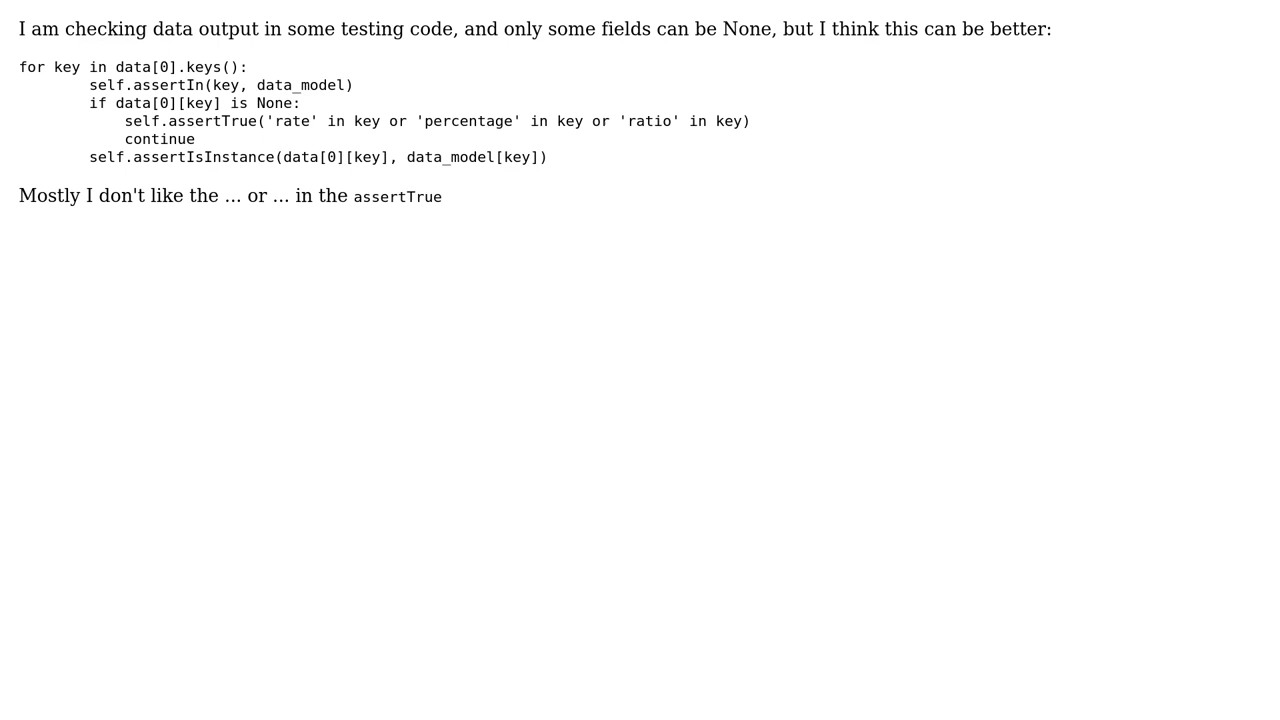 I am checking data output in some testing code, and only some fields can be None, but I think this can be better:
for key in data[0].keys():
        self.assertIn(key, data_model)
        if data[0][key] is None:
            self.assertTrue('rate' in key or 'percentage' in key or 'ratio' in key)
            continue
        self.assertIsInstance(data[0][key], data_model[key])
Mostly I don't like the ... or ... in the assertTrue